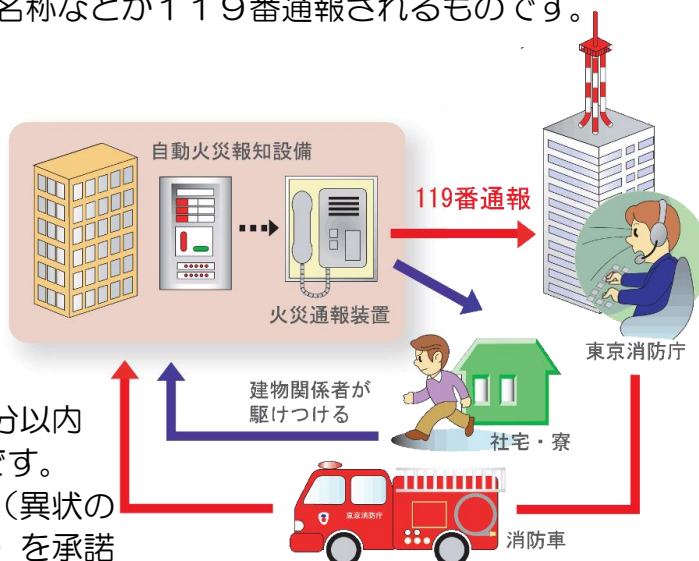 名称などが１１９番通報されるものです。
自動火災報知設備
119番通報
火災通報装置
東京消防庁
建物関係者が
駆けつける
社宅・寮
分以内
です。
（異状の
を承諾
東京消防庁
消防車